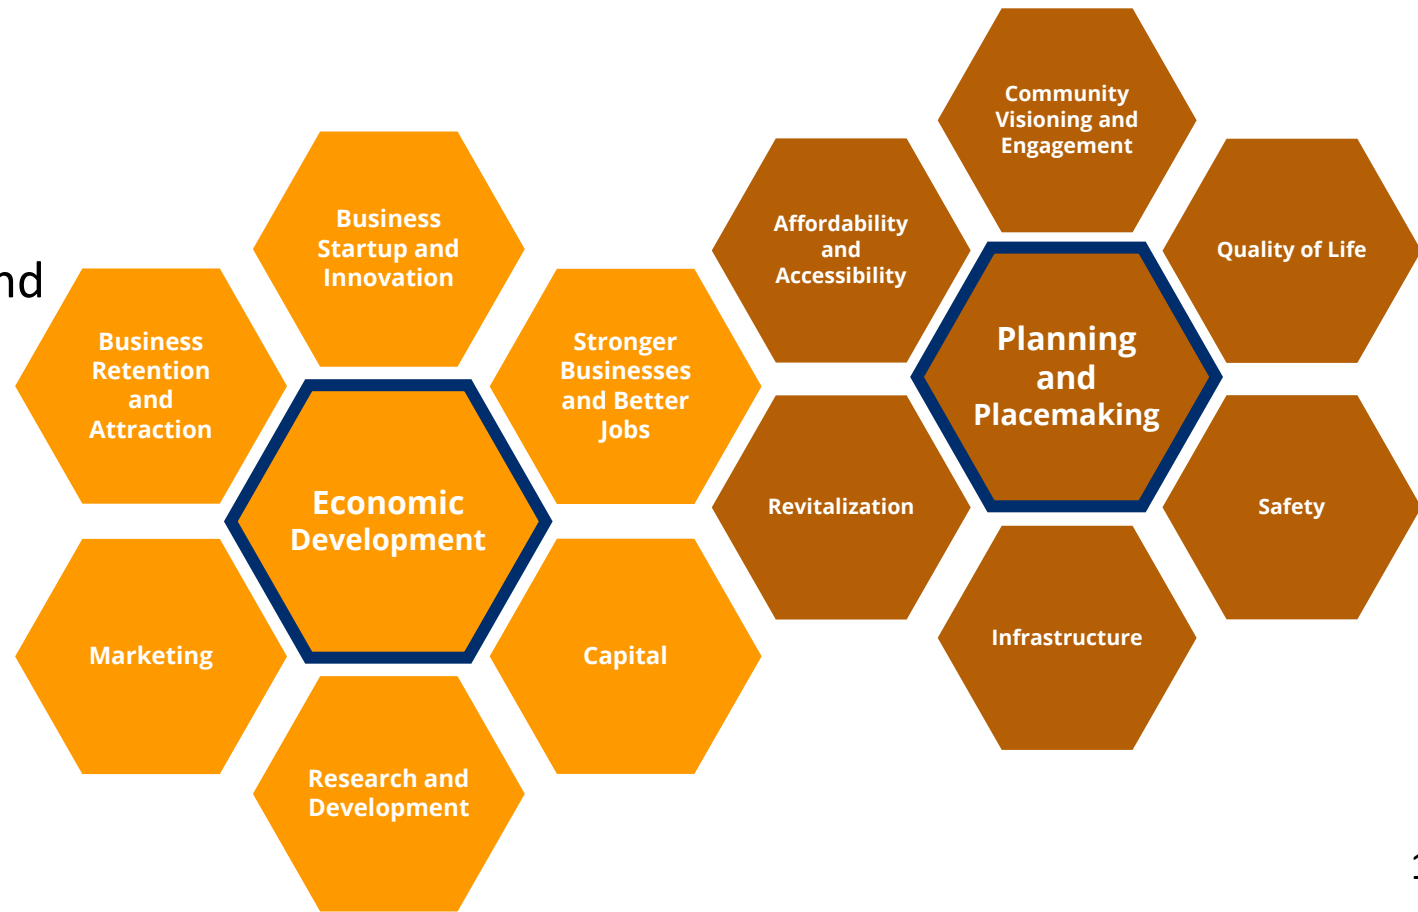 nd
Business
Startup and
Innovation
Business
Retention
and
Attraction
Stronger
Businesses
and Better
Jobs
Economic
Development
Marketing
Capital
Research and
Development
Community
Visioning and
Engagement
Affordability
and
Accessibility
Quality of Life
Planning
and
Placemaking
Revitalization
Safety
Infrastructure